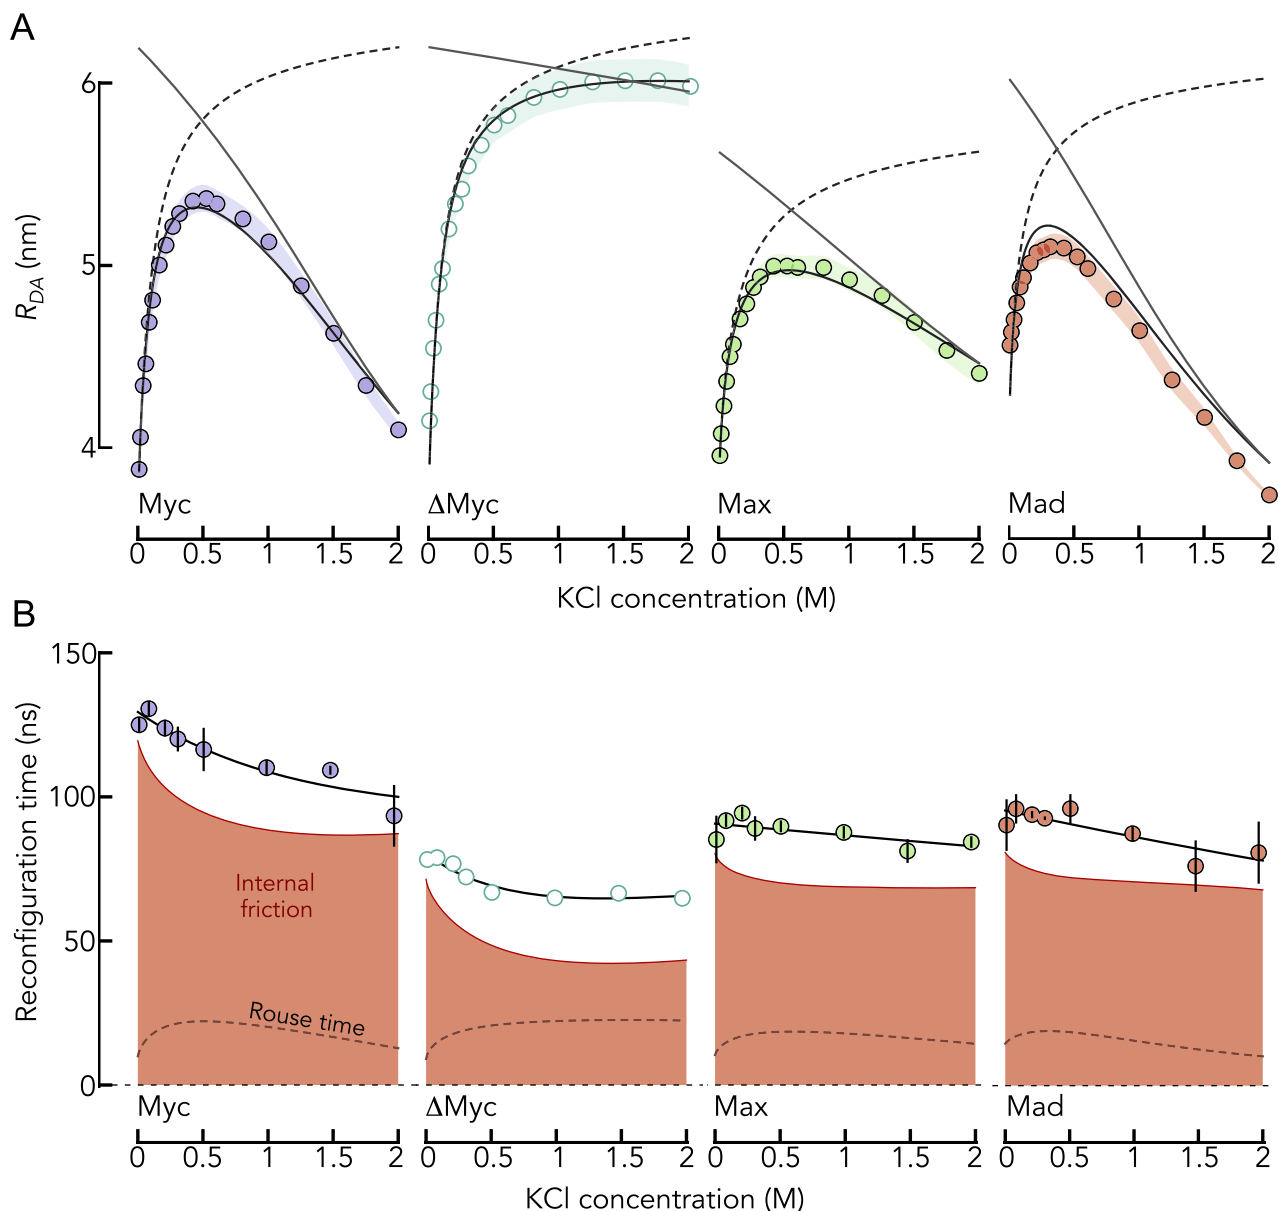 A
6
5
4
R_DA (nm)
Myc
ΔMyc
Max
Mad
0 0.5 1 1.5 2
0 0.5 1 1.5 2
0 0.5 1 1.5 2
0 0.5 1 1.5 2
KCl concentration (M)
B
150
100
50
0
Reconfiguration time (ns)
Internal
friction
Rouse time
Myc
ΔMyc
Max
Mad
0 0.5 1 1.5 2
0 0.5 1 1.5 2
0 0.5 1 1.5 2
0 0.5 1 1.5 2
KCl concentration (M)